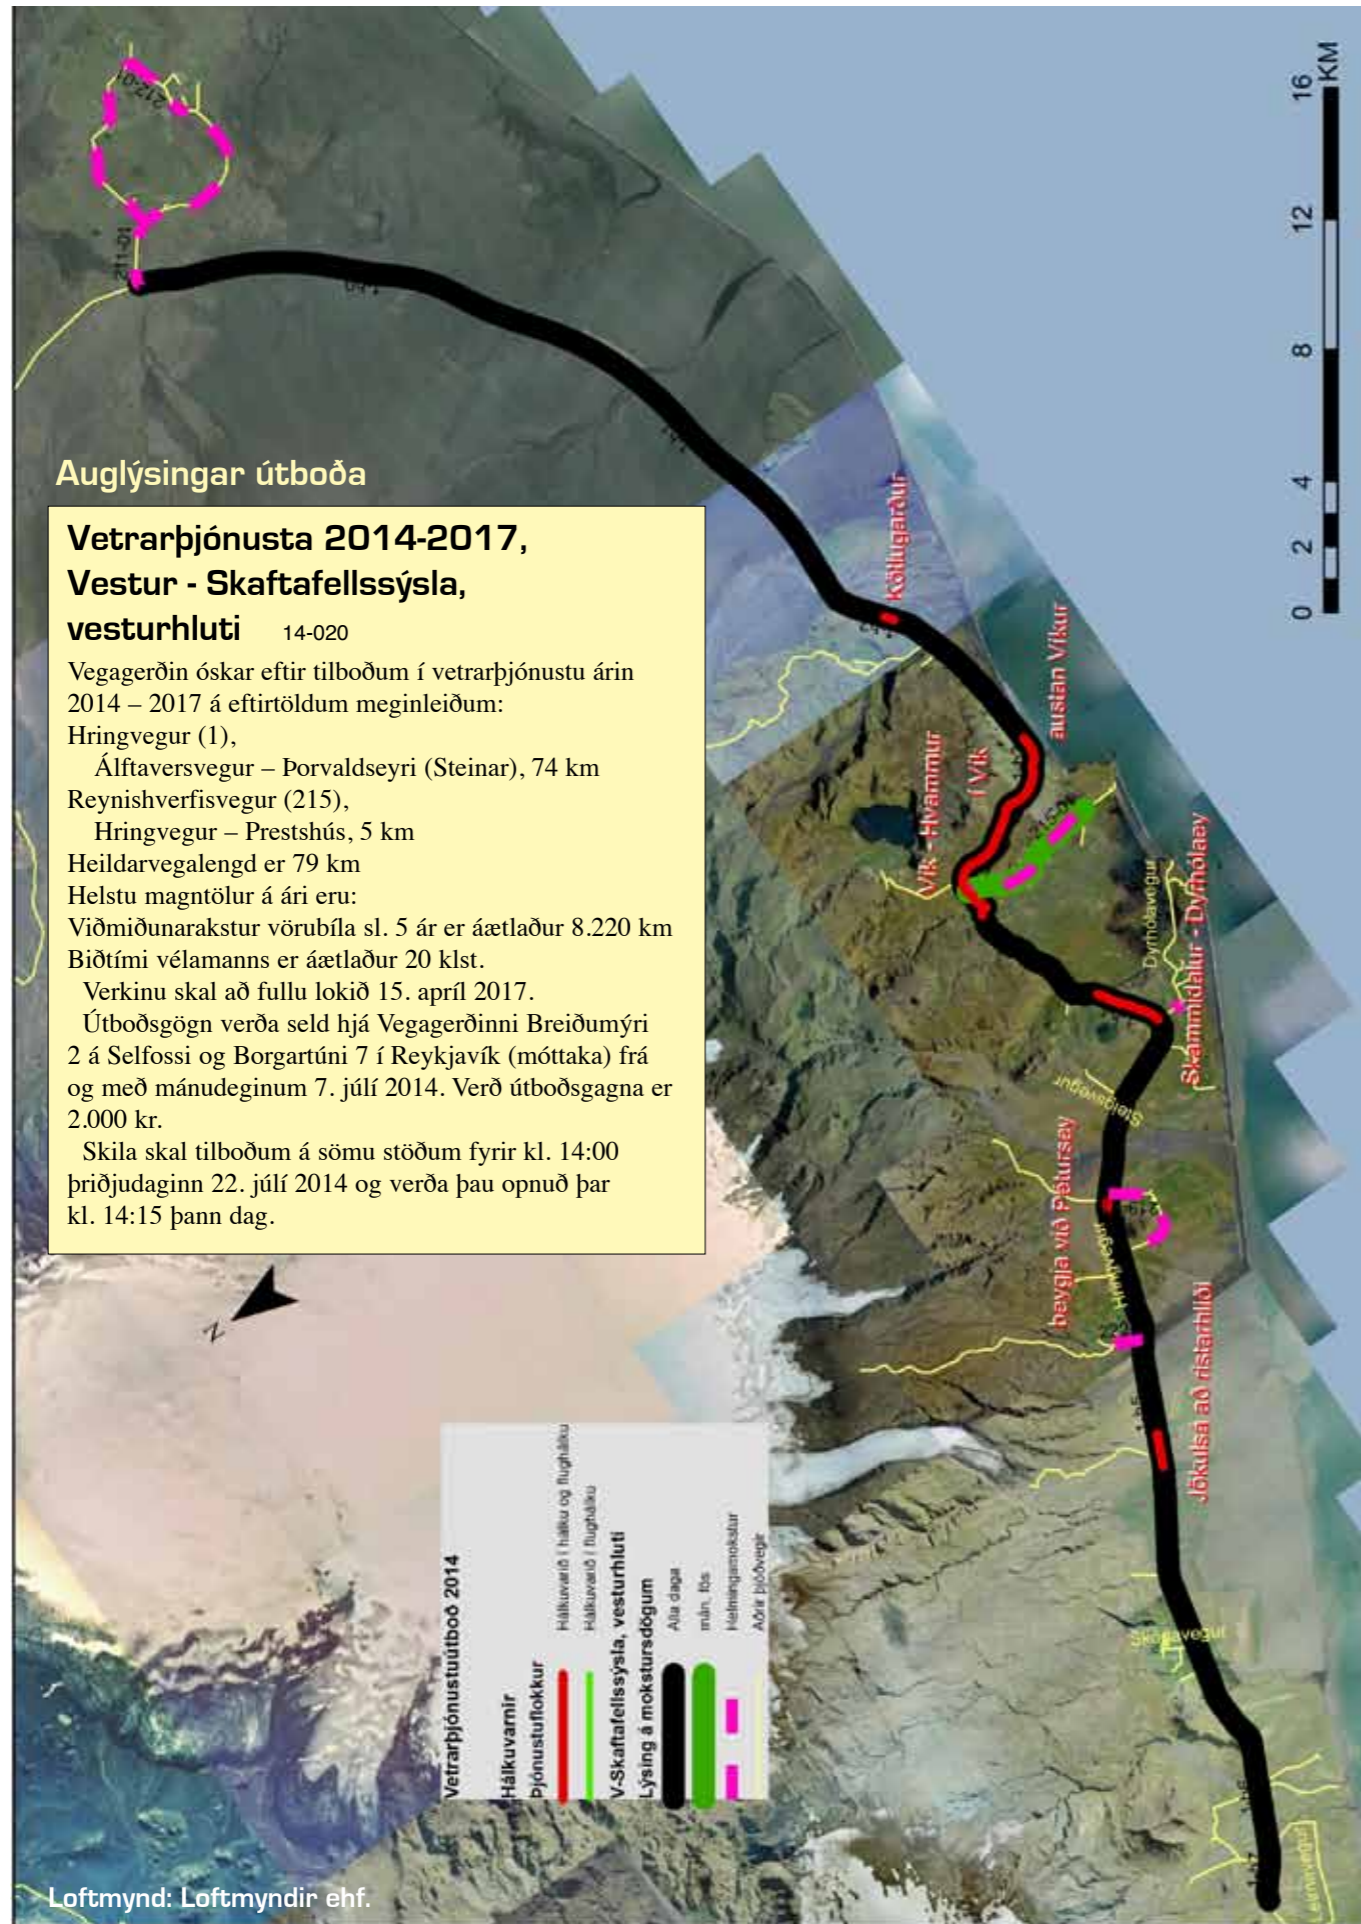 Auglýsingar útboða
Vetrarþjónusta 2014-2017,
Vestur - Skaftafellssýsla,
vesturhluti 14-020
Vegagerðin óskar eftir tilboðum í vetrarþjónustu árin
2014 – 2017 á eftirtöldum meginleiðum:
Hringvegur (1),
Álftaversvegur – Þorvaldseyri (Steinar), 74 km
Reynishverfisvegur (215),
Hringvegur – Prestshús, 5 km
Heildarvegalengd er 79 km
Helstu magntölur á ári eru:
Viðmiðunarakstur vörubíla sl. 5 ár er áætlaður 8.220 km
Biðtími vélamanns er áætlaður 20 klst.
Verkinu skal að fullu lokið 15. apríl 2017.
Útboðsgögn verða seld hjá Vegagerðinni Breiðumýri
2 á Selfossi og Borgartúni 7 í Reykjavík (móttaka) frá
og með mánudeginum 7. júlí 2014. Verð útboðsgagna er
2.000 kr.
Skila skal tilboðum á sömu stöðum fyrir kl. 14:00
þriðjudaginn 22. júlí 2014 og verða þau opnuð þar
kl. 14:15 þann dag.
212-01
211-01
Kötlugarður
austan Víkur
Vík - Hvammur
í Vík
Dyrhólavegur
Skammidalur - Dyrhólaey
Steigsvegur
beygja við Pétursey
Jökulsá að ristarhliði
Skógavegur
Leirnavegur
0 2 4 8 12 16
KM
N
Vetrarþjónustuútboð 2014
Hálkuvarnir
Þjónustuflokkur
Hálkuvarið í hálku og flughálku
Hálkuvarið í flughálku
V-Skaftafellssýsla, vesturhluti
Lýsing á mokstursdögum
Alla daga
mán, fös
Helmingamokstur
Aðrir þjóðvegir
Loftmynd: Loftmyndir ehf.